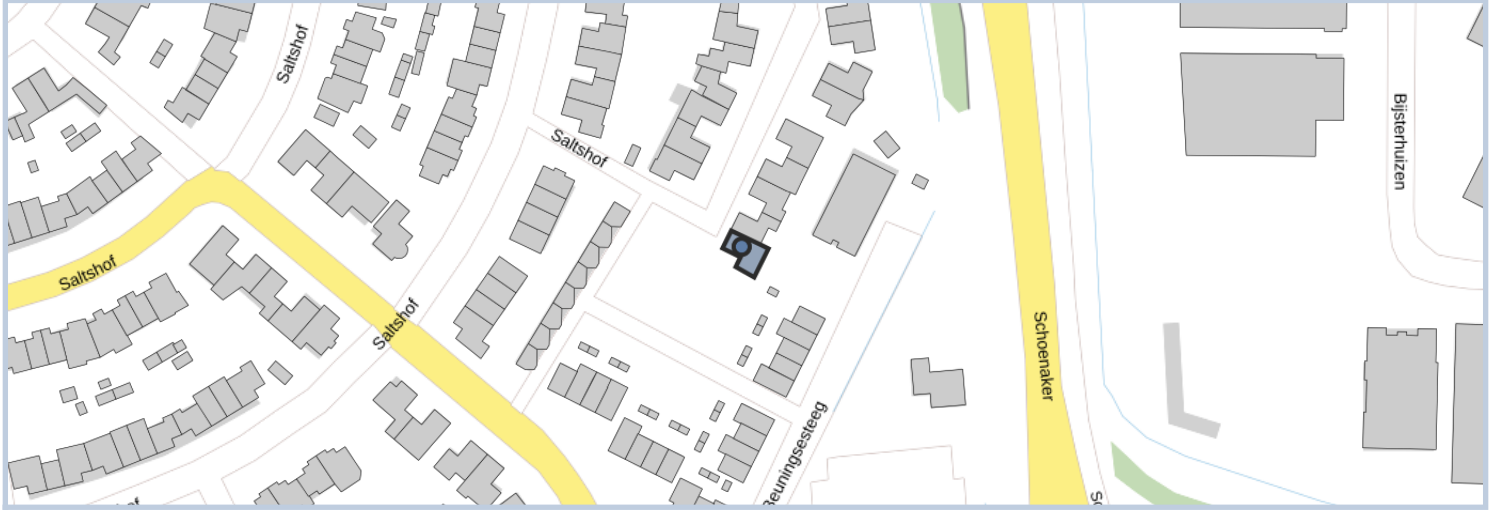 Saltshof
Saltshof
Bijsterhuizen
Saltshof
Saltshof
Schoenaker
Beuningsesteeg